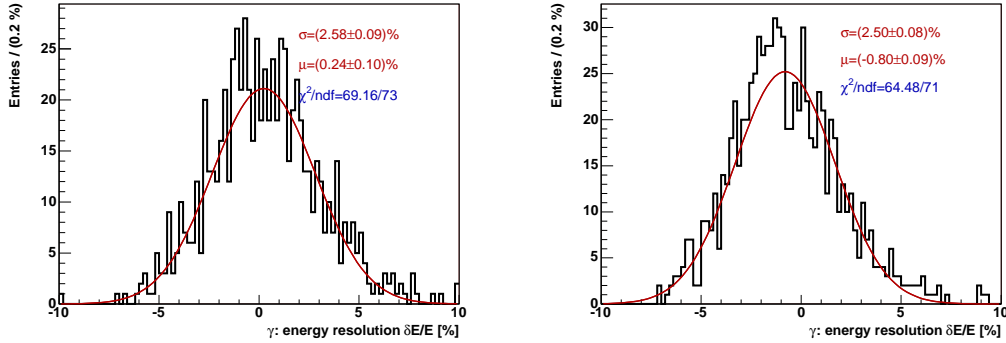 Entries / (0.2 %)
25
20
15
10
5
0
σ=(2.58±0.09)%
μ=(0.24±0.10)%
χ²/ndf=69.16/73
-10 -5 0 5 10
γ: energy resolution δE/E [%]
Entries / (0.2 %)
30
25
20
15
10
5
0
σ=(2.50±0.08)%
μ=(-0.80±0.09)%
χ²/ndf=64.48/71
-10 -5 0 5 10
γ: energy resolution δE/E [%]